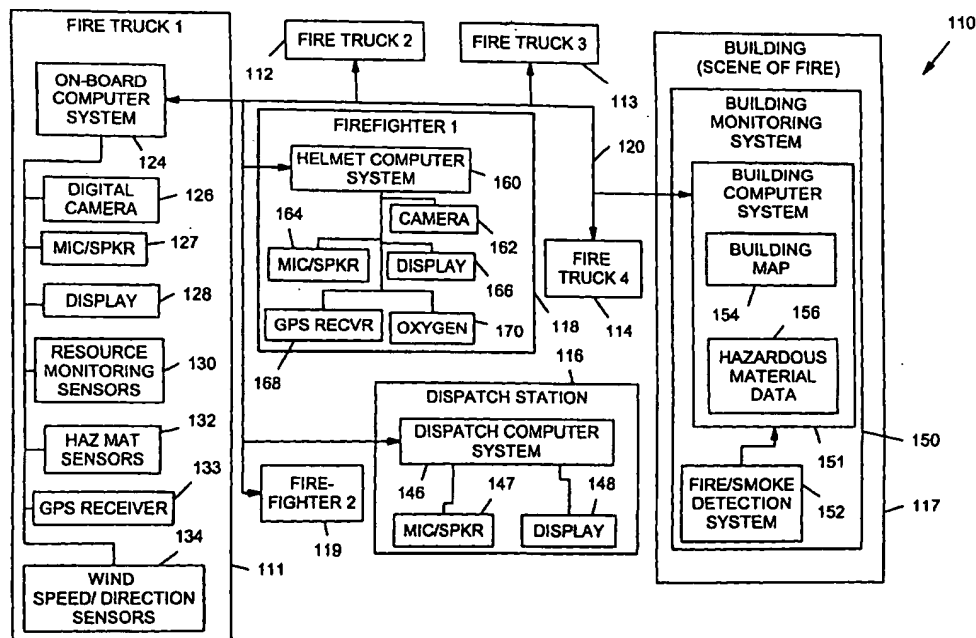 FIRE TRUCK 1
ON-BOARD
COMPUTER
SYSTEM
124
DIGITAL
CAMERA
126
MIC/SPKR
127
DISPLAY
128
RESOURCE
MONITORING
SENSORS
130
HAZ MAT
SENSORS
132
GPS RECEIVER
133
WIND
SPEED/ DIRECTION
SENSORS
134
111
FIRE TRUCK 2
112
FIRE TRUCK 3
113
110
FIREFIGHTER 1
HELMET COMPUTER
SYSTEM
160
CAMERA
162
164
MIC/SPKR
DISPLAY
166
GPS RECVR
168
OXYGEN
170
118
120
FIRE
TRUCK 4
114
116
DISPATCH STATION
DISPATCH COMPUTER
SYSTEM
146
147
148
MIC/SPKR
DISPLAY
FIRE-
FIGHTER 2
119
BUILDING
(SCENE OF FIRE)
BUILDING
MONITORING
SYSTEM
BUILDING
COMPUTER
SYSTEM
BUILDING
MAP
154
156
HAZARDOUS
MATERIAL
DATA
151
150
FIRE/SMOKE
DETECTION
SYSTEM
152
117